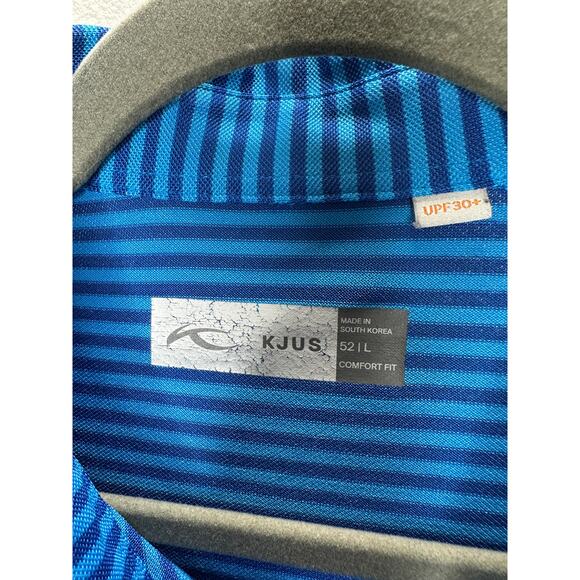 UPF30+
KJUS
MADE IN
SOUTH KOREA
52 | L
COMFORT FIT